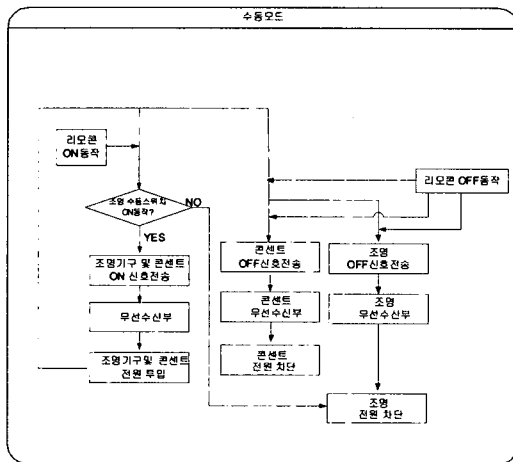 수동모드
리모콘
ON동작
리모콘 OFF동작
조명 수동스위치
ON동작?
NO
YES
조명기구 및 콘센트
ON 신호전송
콘센트
OFF신호전송
조명
OFF신호전송
무선수신부
콘센트
무선수신부
조명
무선수신부
조명기구및 콘센트
전원 투입
콘센트
전원 차단
조명
전원 차단